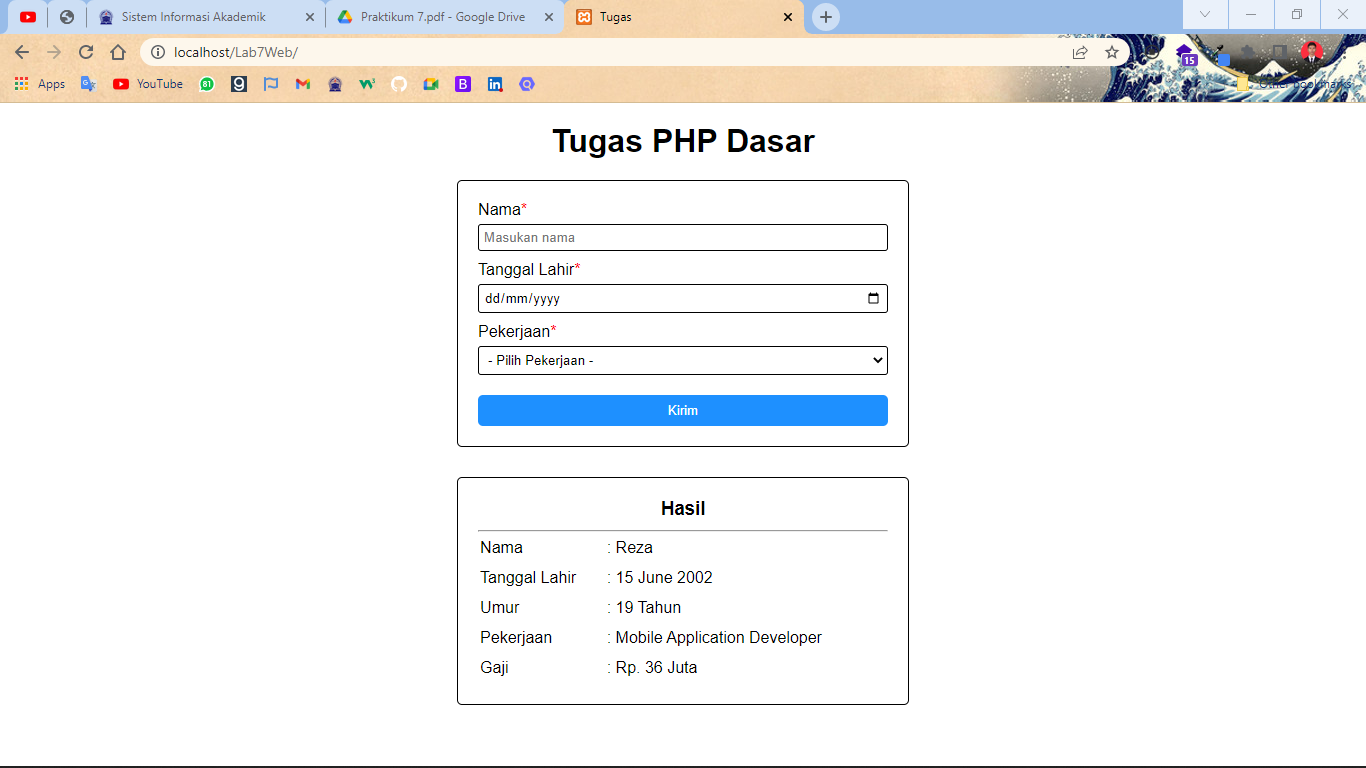 Sistem Informasi Akademik
Praktikum 7.pdf - Google Drive
Tugas
localhost/Lab7Web/
15
Apps
YouTube
Other bookmarks
Tugas PHP Dasar
Nama*
Masukan nama
Tanggal Lahir*
dd/mm/yyyy
Pekerjaan*
- Pilih Pekerjaan -
Kirim
Hasil
Nama : Reza
Tanggal Lahir : 15 June 2002
Umur : 19 Tahun
Pekerjaan : Mobile Application Developer
Gaji : Rp. 36 Juta